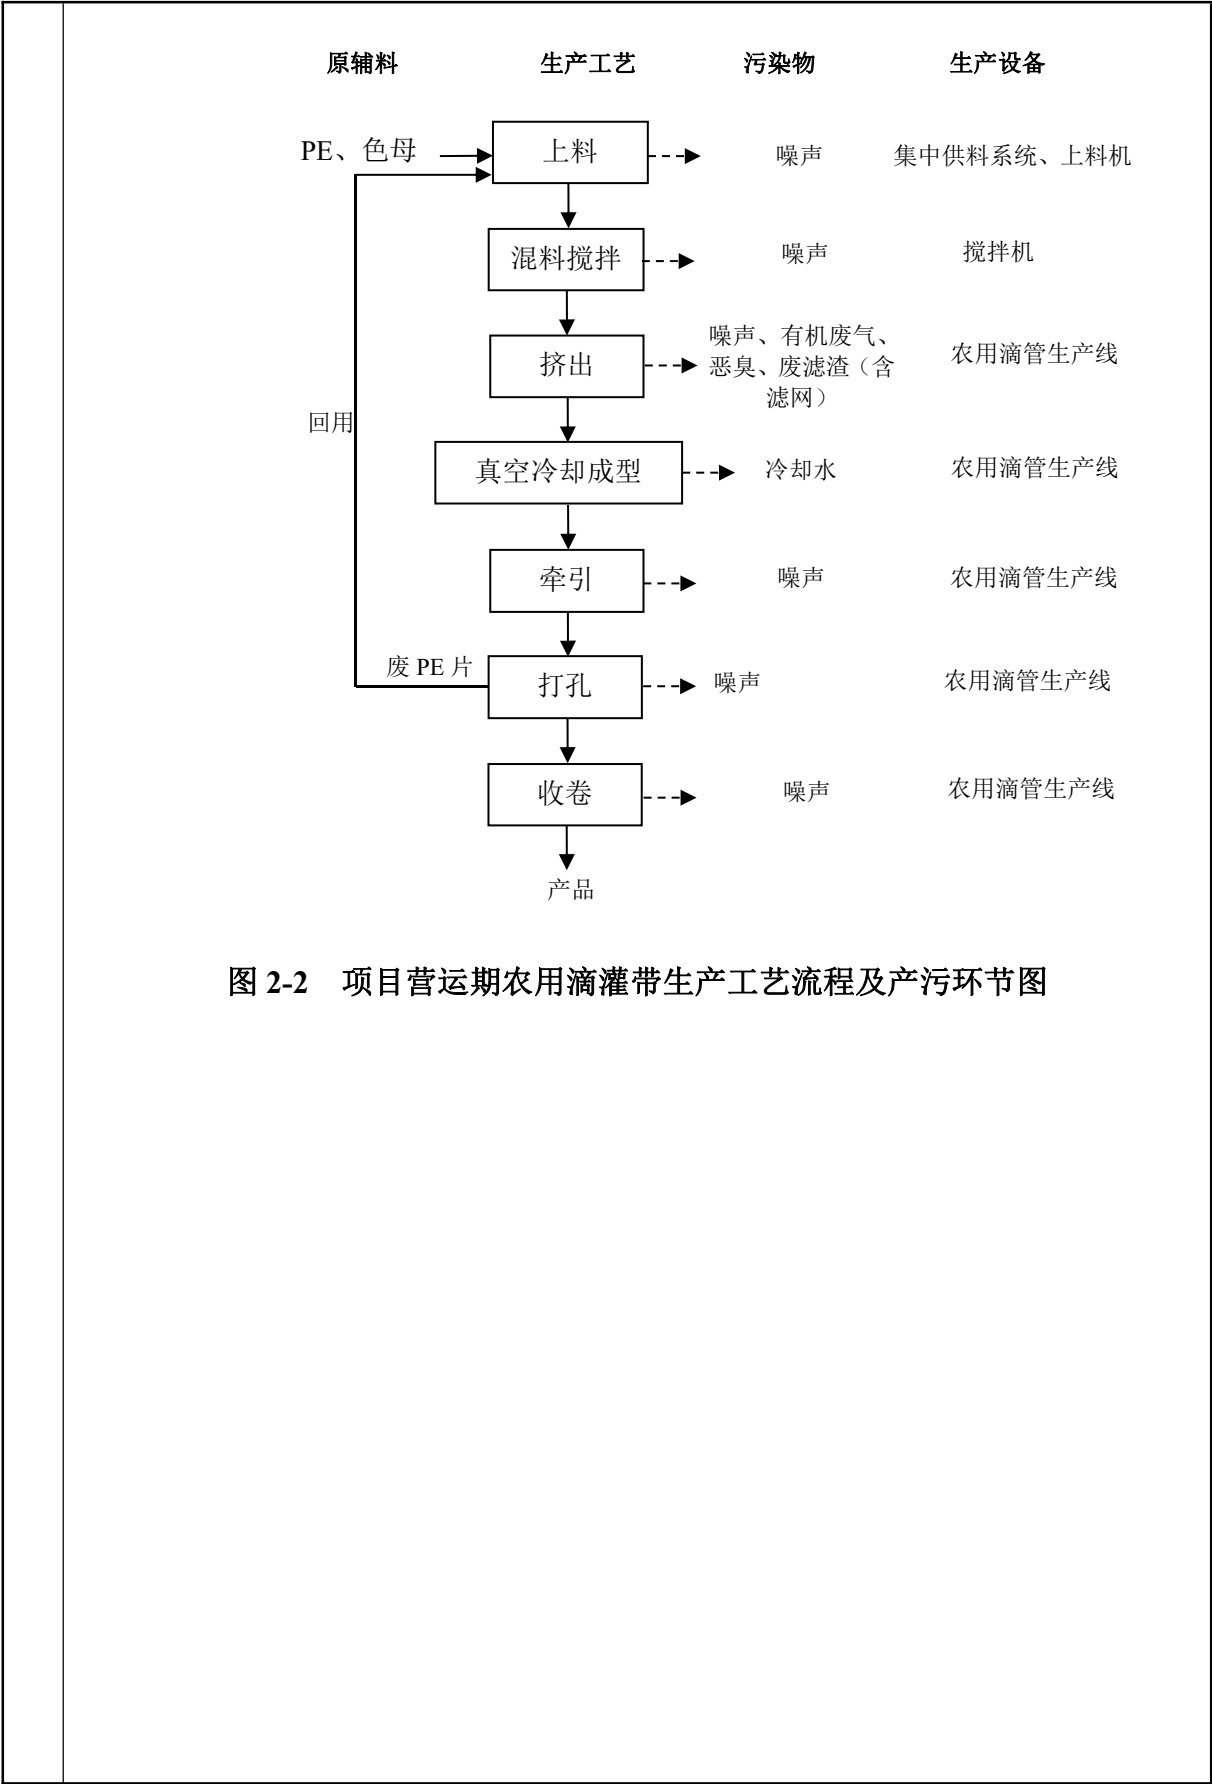 原辅料 生产工艺 污染物 生产设备
PE、色母 上料 噪声 集中供料系统、上料机
混料搅拌 噪声 搅拌机
挤出 噪声、有机废气、 农用滴管生产线
恶臭、废滤渣（含
滤网）
回用
真空冷却成型 冷却水 农用滴管生产线
牵引 噪声 农用滴管生产线
废 PE 片 打孔 噪声 农用滴管生产线
收卷 噪声 农用滴管生产线
产品
图 2-2 项目营运期农用滴灌带生产工艺流程及产污环节图